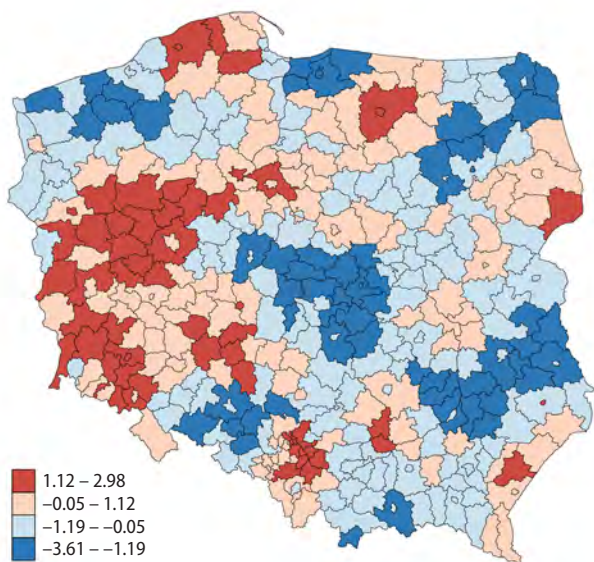 1.12 – 2.98
–0.05 – 1.12
–1.19 – –0.05
–3.61 – –1.19